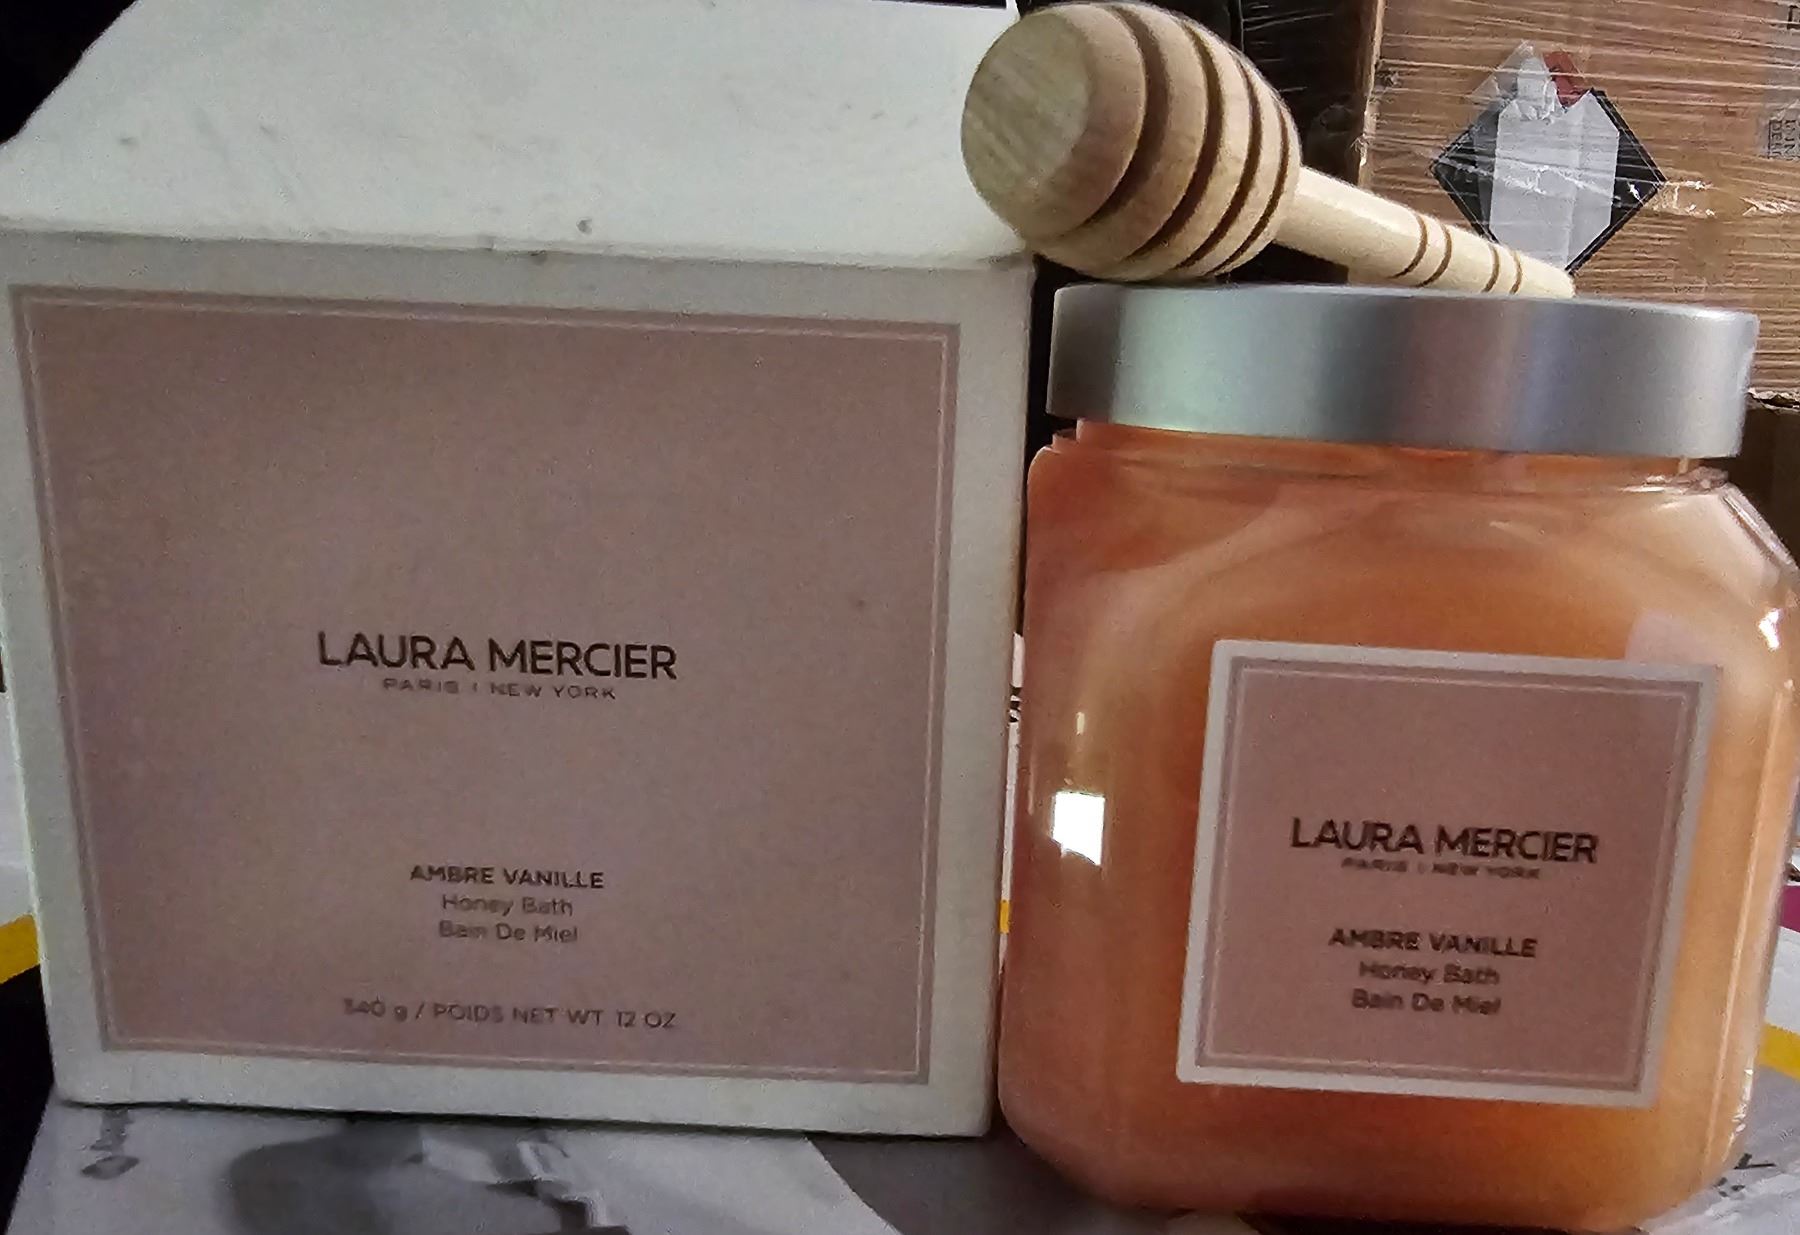 LAURA MERCIER
PARIS | NEW YORK
AMBRE VANILLE
Honey Bath
Bain De Miel
340 g / POIDS NET WT 12 OZ
LAURA MERCIER
PARIS | NEW YORK
AMBRE VANILLE
Honey Bath
Bain De Miel